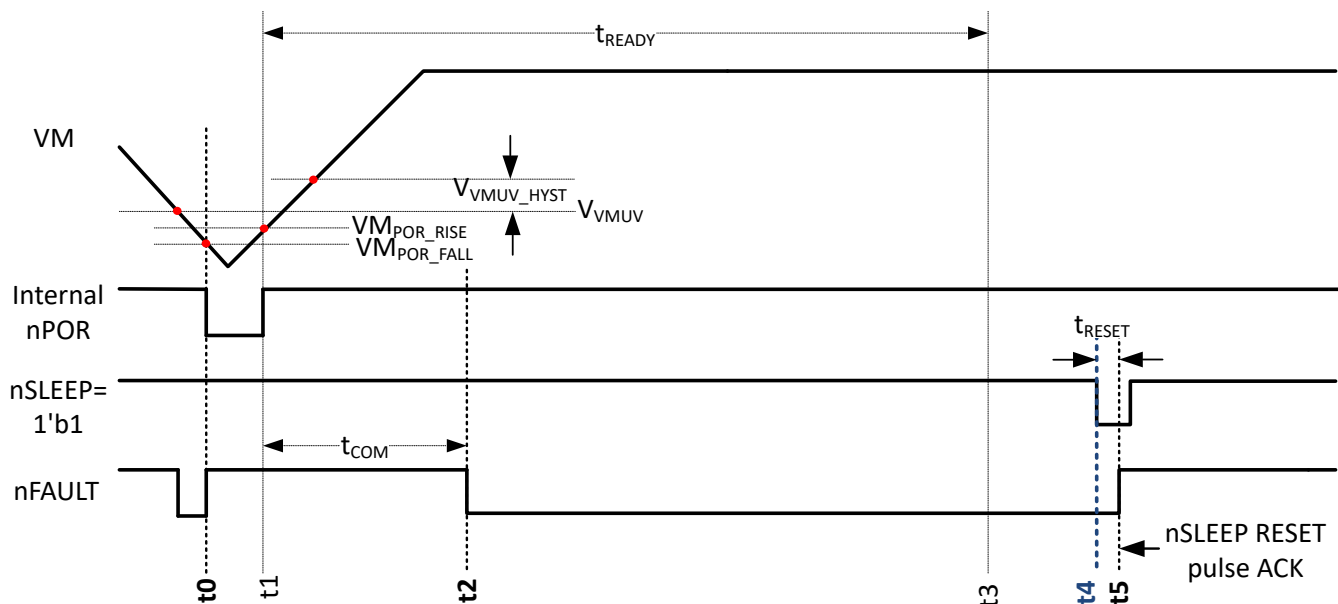 tREADY
VM
VVMUV_HYST
VVMUV
VMPOR_RISE
VMPOR_FALL
Internal
nPOR
tRESET
nSLEEP=
1'b1
tCOM
nFAULT
nSLEEP RESET
pulse ACK
t0
t1
t2
t3
t4
t5